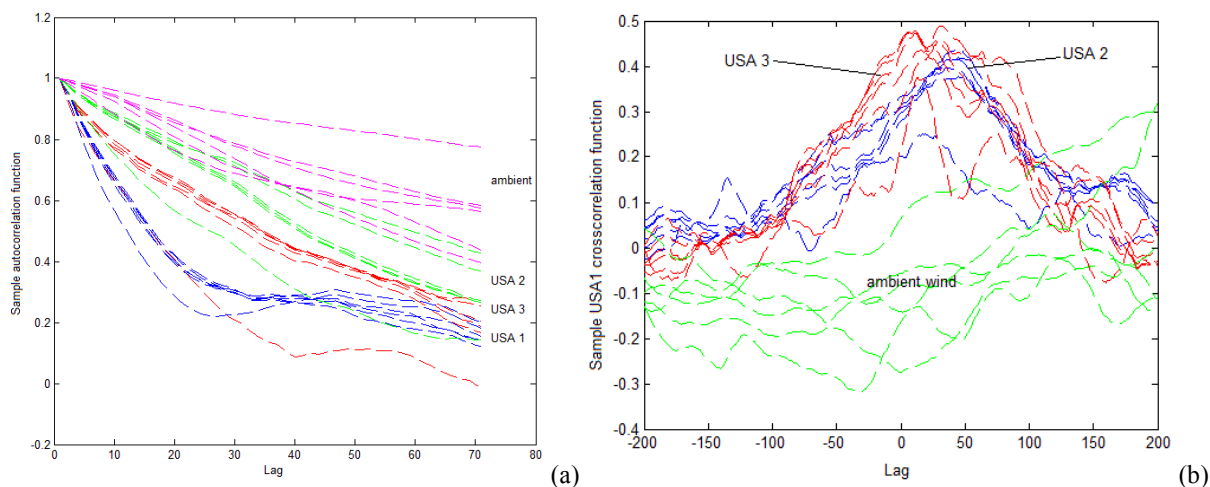 1.2
1
0.8
0.6
0.4
0.2
0
-0.2
0 10 20 30 40 50 60 70 80
Lag
Sample autocorrelation function
ambient
USA 2
USA 3
USA 1
(a)
0.5
0.4
0.3
0.2
0.1
0
-0.1
-0.2
-0.3
-0.4
-200 -150 -100 -50 0 50 100 150 200
Lag
Sample USA1 crosscorrelation function
USA 3
USA 2
ambient wind
(b)